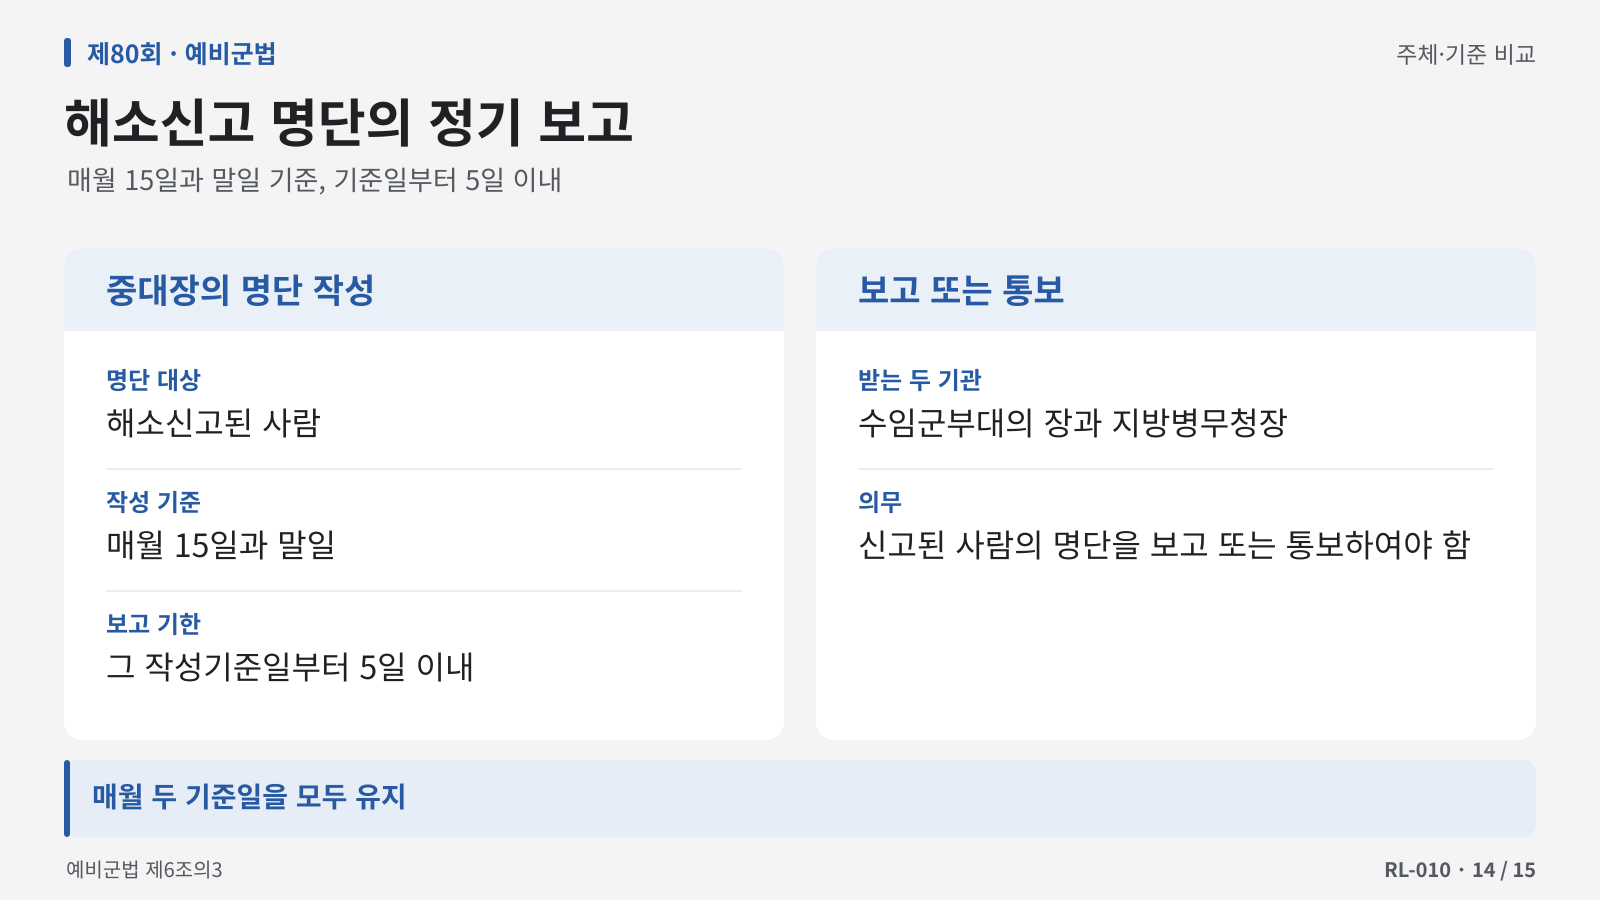 제80회 · 예비군법
주체·기준 비교
해소신고 명단의 정기 보고
매월 15일과 말일 기준, 기준일부터 5일 이내
중대장의 명단 작성
명단 대상
해소신고된 사람
작성 기준
매월 15일과 말일
보고 기한
그 작성기준일부터 5일 이내
보고 또는 통보
받는 두 기관
수임군부대의 장과 지방병무청장
의무
신고된 사람의 명단을 보고 또는 통보하여야 함
매월 두 기준일을 모두 유지
예비군법 제6조의3
RL-010 · 14 / 15